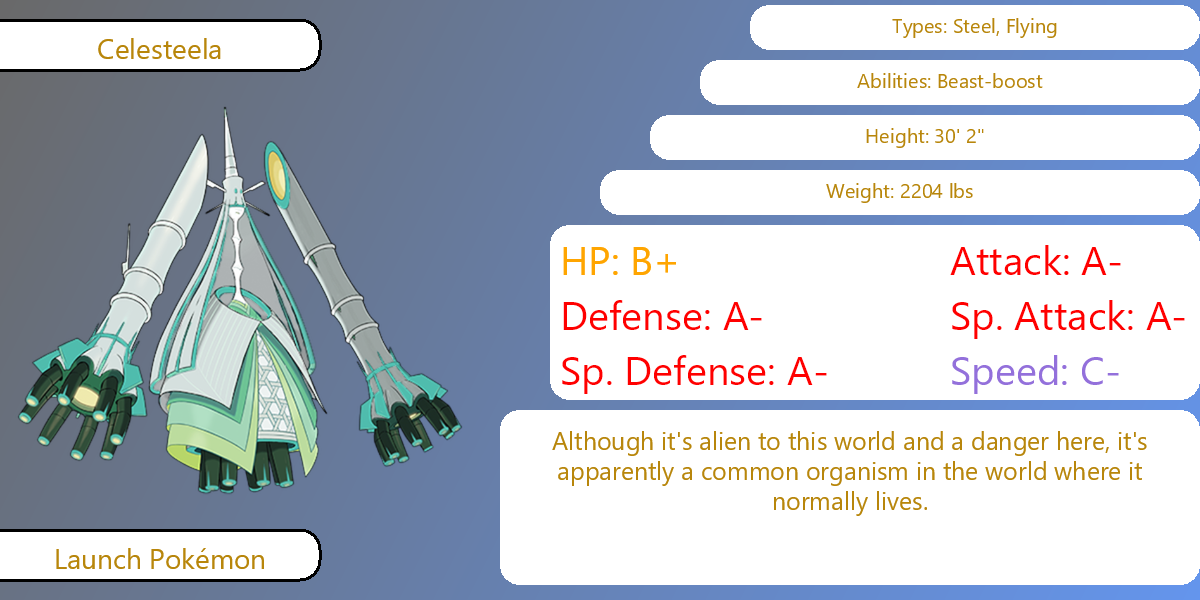 Celesteela
Types: Steel, Flying
Abilities: Beast-boost
Height: 30' 2"
Weight: 2204 lbs
HP: B+
Attack: A-
Defense: A-
Sp. Attack: A-
Sp. Defense: A-
Speed: C-
Although it's alien to this world and a danger here, it's
apparently a common organism in the world where it
normally lives.
Launch Pokémon